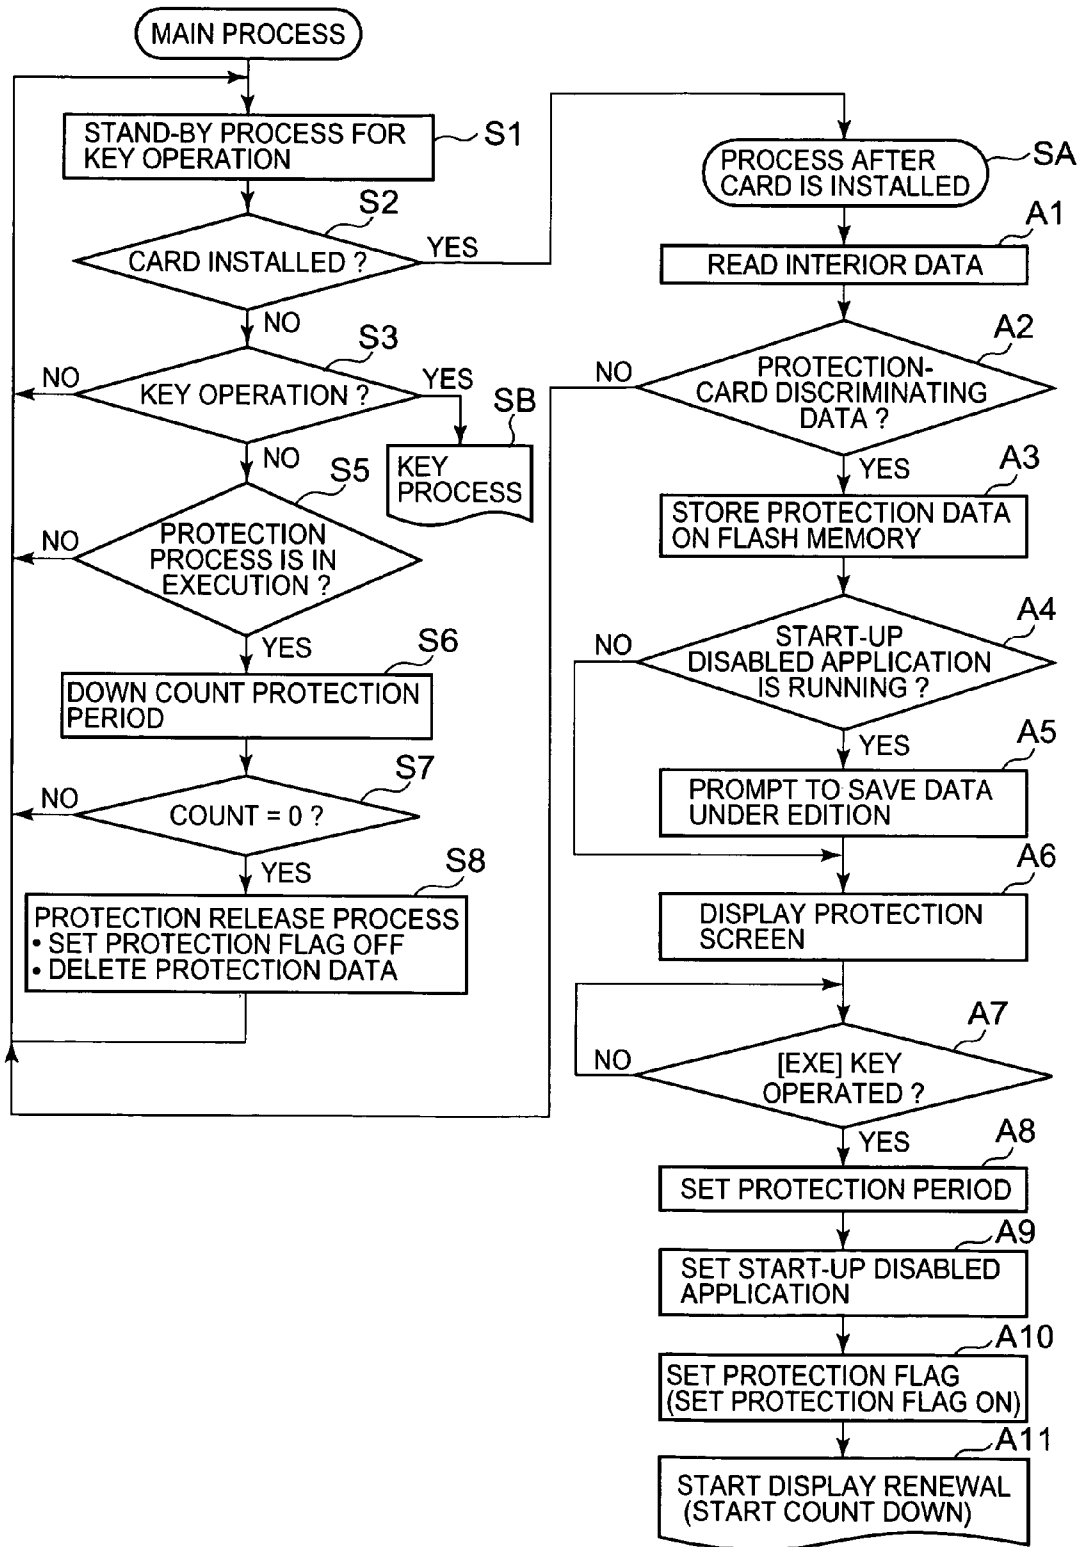 MAIN PROCESS
STAND-BY PROCESS FOR
KEY OPERATION
S1
S2
CARD INSTALLED ?
YES
NO
S3
KEY OPERATION ?
NO
YES
NO
SB
KEY
PROCESS
S5
PROTECTION
PROCESS IS IN
EXECUTION ?
NO
YES
S6
DOWN COUNT PROTECTION
PERIOD
S7
COUNT = 0 ?
NO
YES
S8
PROTECTION RELEASE PROCESS
• SET PROTECTION FLAG OFF
• DELETE PROTECTION DATA
PROCESS AFTER
CARD IS INSTALLED
SA
A1
READ INTERIOR DATA
A2
PROTECTION-
CARD DISCRIMINATING
DATA ?
NO
YES
A3
STORE PROTECTION DATA
ON FLASH MEMORY
A4
START-UP
DISABLED APPLICATION
IS RUNNING ?
NO
YES
A5
PROMPT TO SAVE DATA
UNDER EDITION
A6
DISPLAY PROTECTION
SCREEN
A7
[EXE] KEY
OPERATED ?
NO
YES
A8
SET PROTECTION PERIOD
A9
SET START-UP DISABLED
APPLICATION
A10
SET PROTECTION FLAG
(SET PROTECTION FLAG ON)
A11
START DISPLAY RENEWAL
(START COUNT DOWN)